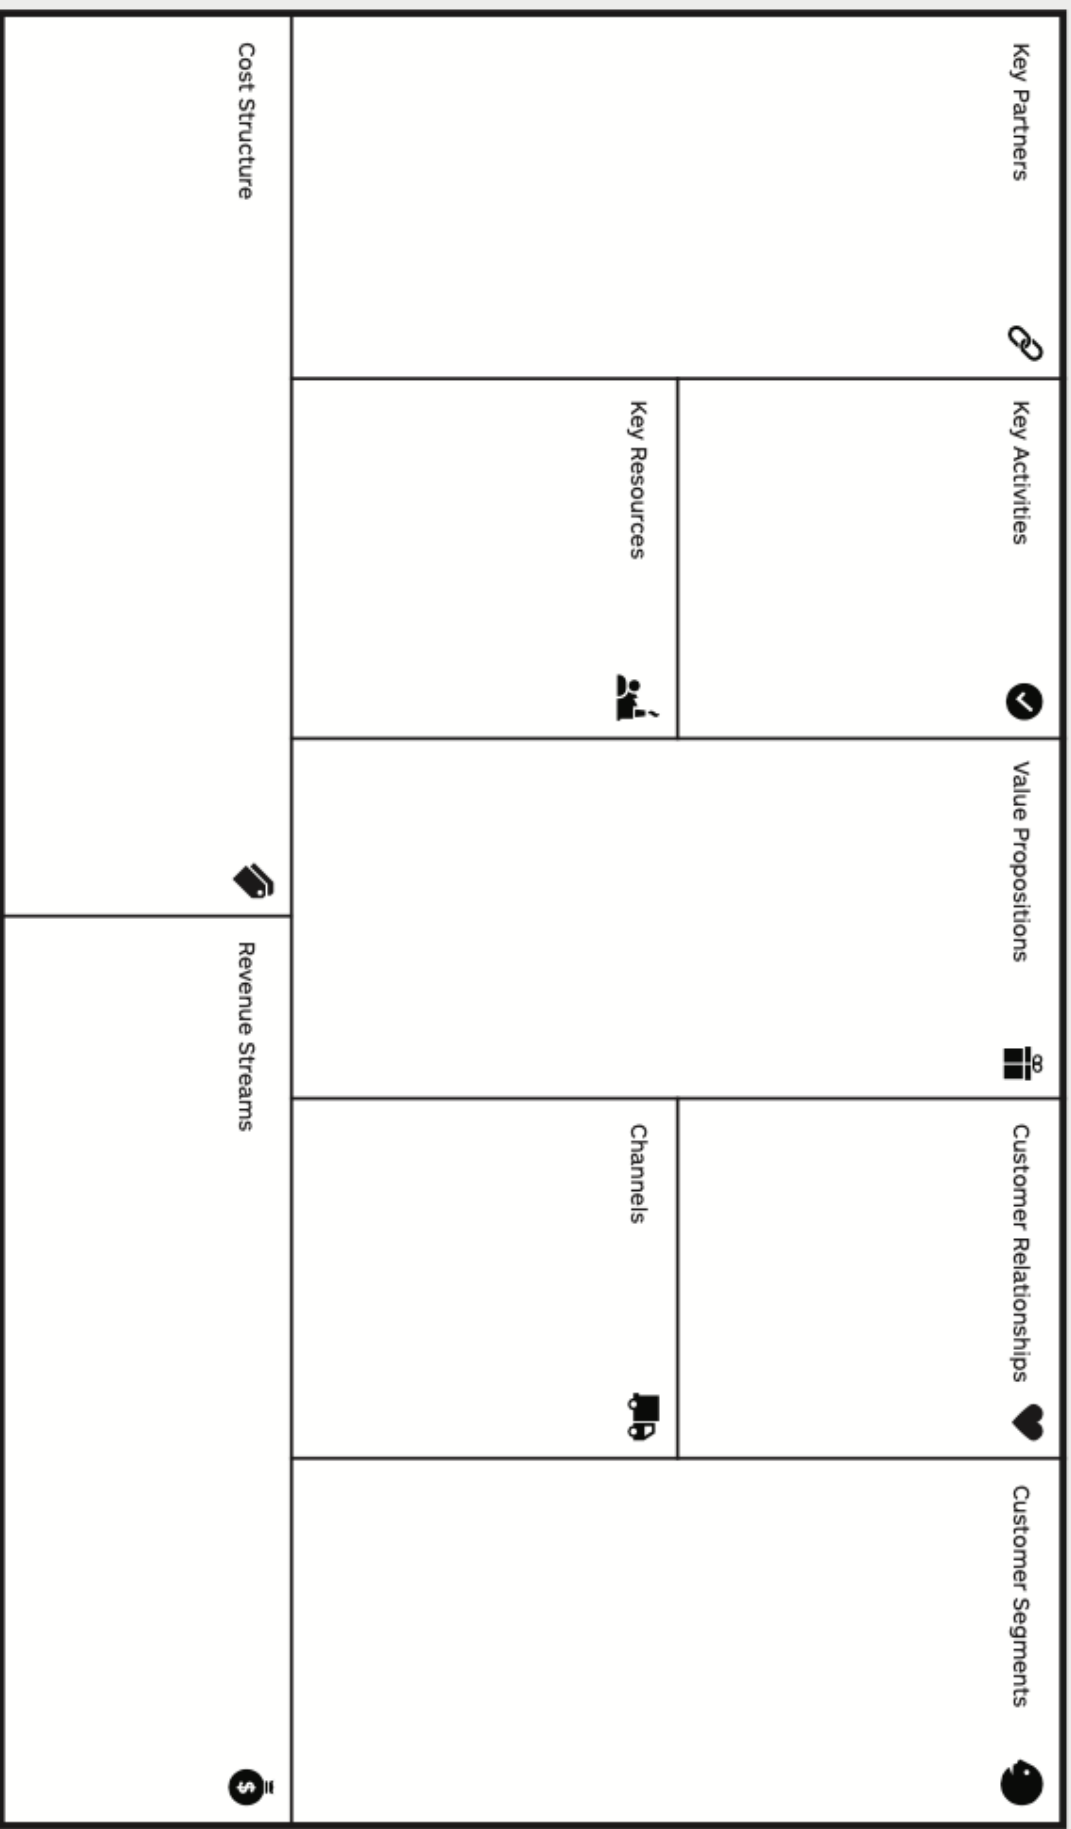 Key Partners
Key Activities
Key Resources
Value Propositions
Customer Relationships
Channels
Customer Segments
Cost Structure
Revenue Streams
$